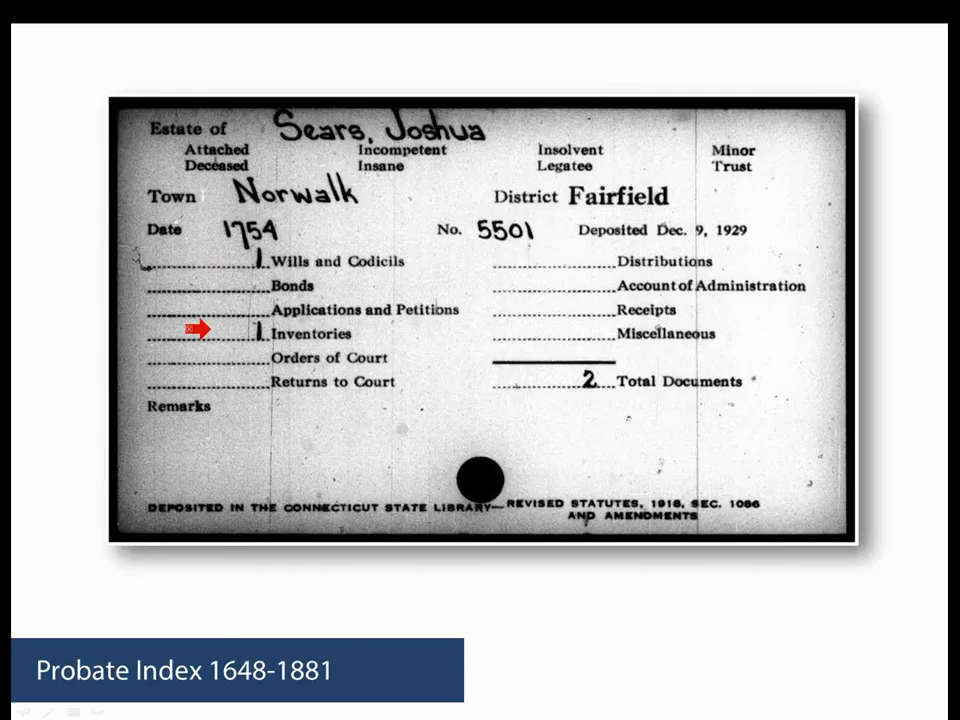 Estate of Sears, Joshua
Attached Incompetent Insolvent Minor
Deceased Insane Legatee Trust
Town Norwalk District Fairfield
Date 1754 No. 5501 Deposited Dec. 9, 1929
1 Wills and Codicils Distributions
Bonds Account of Administration
Applications and Petitions Receipts
1 Inventories Miscellaneous
Orders of Court
Returns to Court 2 Total Documents
Remarks
DEPOSITED IN THE CONNECTICUT STATE LIBRARY—REVISED STATUTES, 1918, SEC. 1086
AND AMENDMENTS
Probate Index 1648-1881